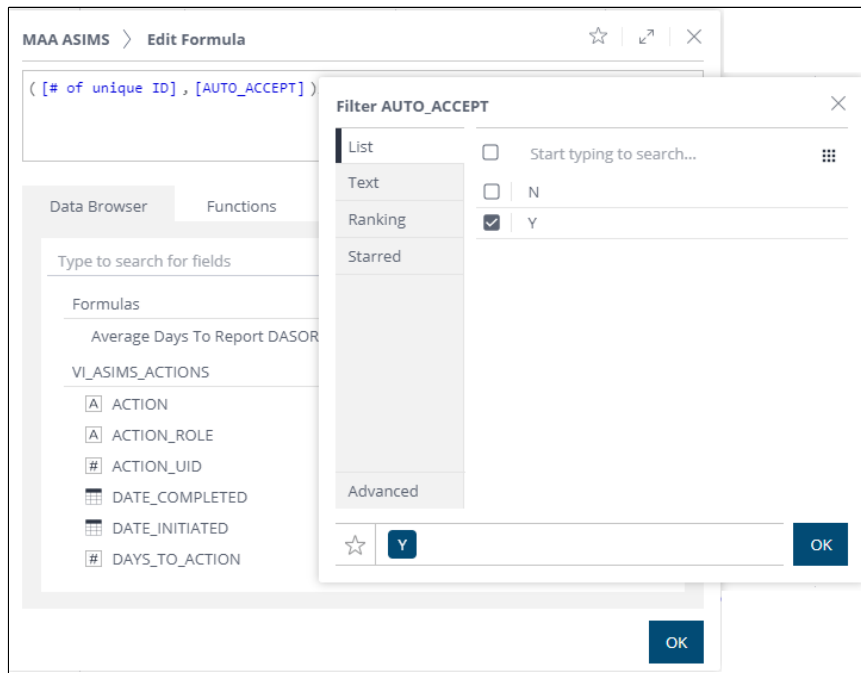 MAA ASIMS > Edit Formula
( [# of unique ID] , [AUTO_ACCEPT] )
Data Browser
Functions
Type to search for fields
Formulas
Average Days To Report DASOR
VI_ASIMS_ACTIONS
A ACTION
A ACTION_ROLE
# ACTION_UID
DATE_COMPLETED
DATE_INITIATED
# DAYS_TO_ACTION
OK
Filter AUTO_ACCEPT
List
Text
Ranking
Starred
Advanced
Start typing to search...
N
Y
Y
OK